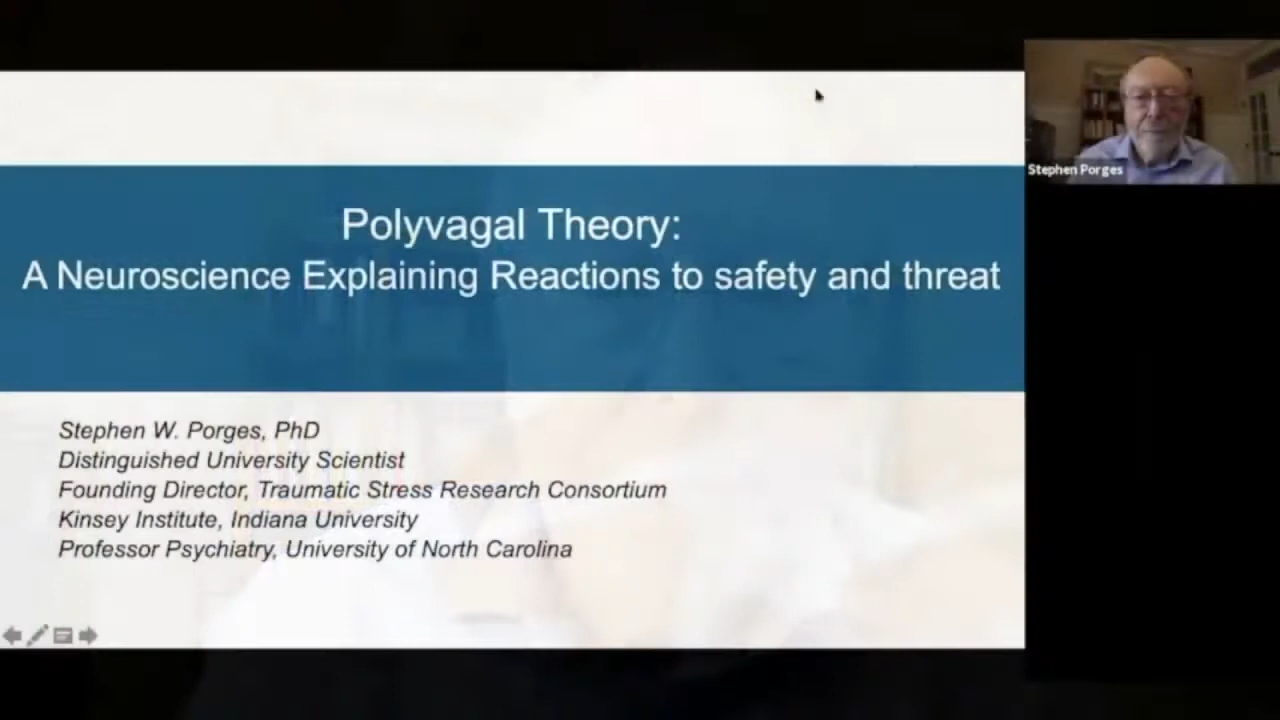 Polyvagal Theory:
A Neuroscience Explaining Reactions to safety and threat
Stephen W. Porges, PhD
Distinguished University Scientist
Founding Director, Traumatic Stress Research Consortium
Kinsey Institute, Indiana University
Professor Psychiatry, University of North Carolina
Stephen Porges